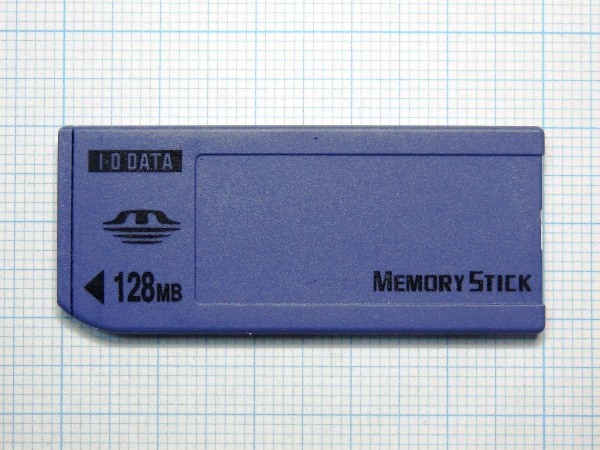 I·O DATA
128MB
MEMORY STICK